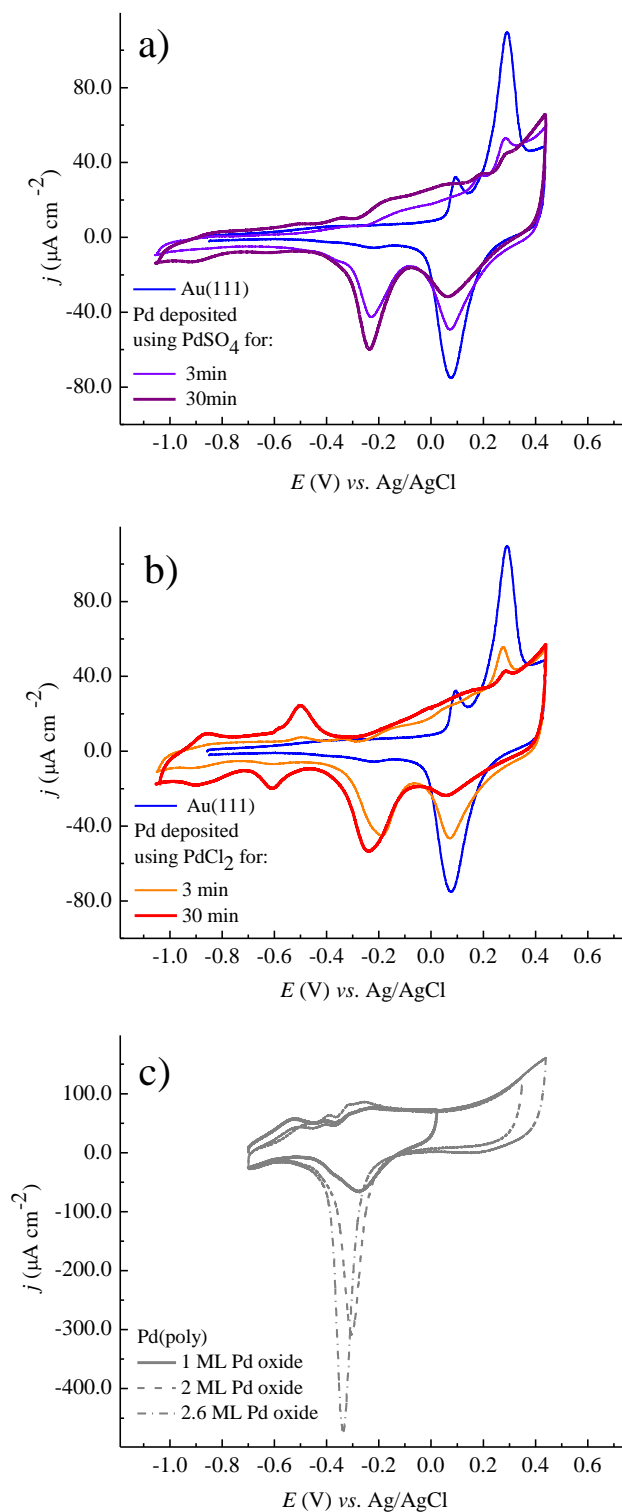 a)
80.0
40.0
0.0
-40.0
-80.0
j (μA cm⁻²)
Au(111)
Pd deposited
using PdSO₄ for:
3min
30min
-1.0 -0.8 -0.6 -0.4 -0.2 0.0 0.2 0.4 0.6
E (V) vs. Ag/AgCl
b)
80.0
40.0
0.0
-40.0
-80.0
j (μA cm⁻²)
Au(111)
Pd deposited
using PdCl₂ for:
3 min
30 min
-1.0 -0.8 -0.6 -0.4 -0.2 0.0 0.2 0.4 0.6
E (V) vs. Ag/AgCl
c)
100.0
0.0
-100.0
-200.0
-300.0
-400.0
j (μA cm⁻²)
Pd(poly)
1 ML Pd oxide
2 ML Pd oxide
2.6 ML Pd oxide
-1.0 -0.8 -0.6 -0.4 -0.2 0.0 0.2 0.4 0.6
E (V) vs. Ag/AgCl